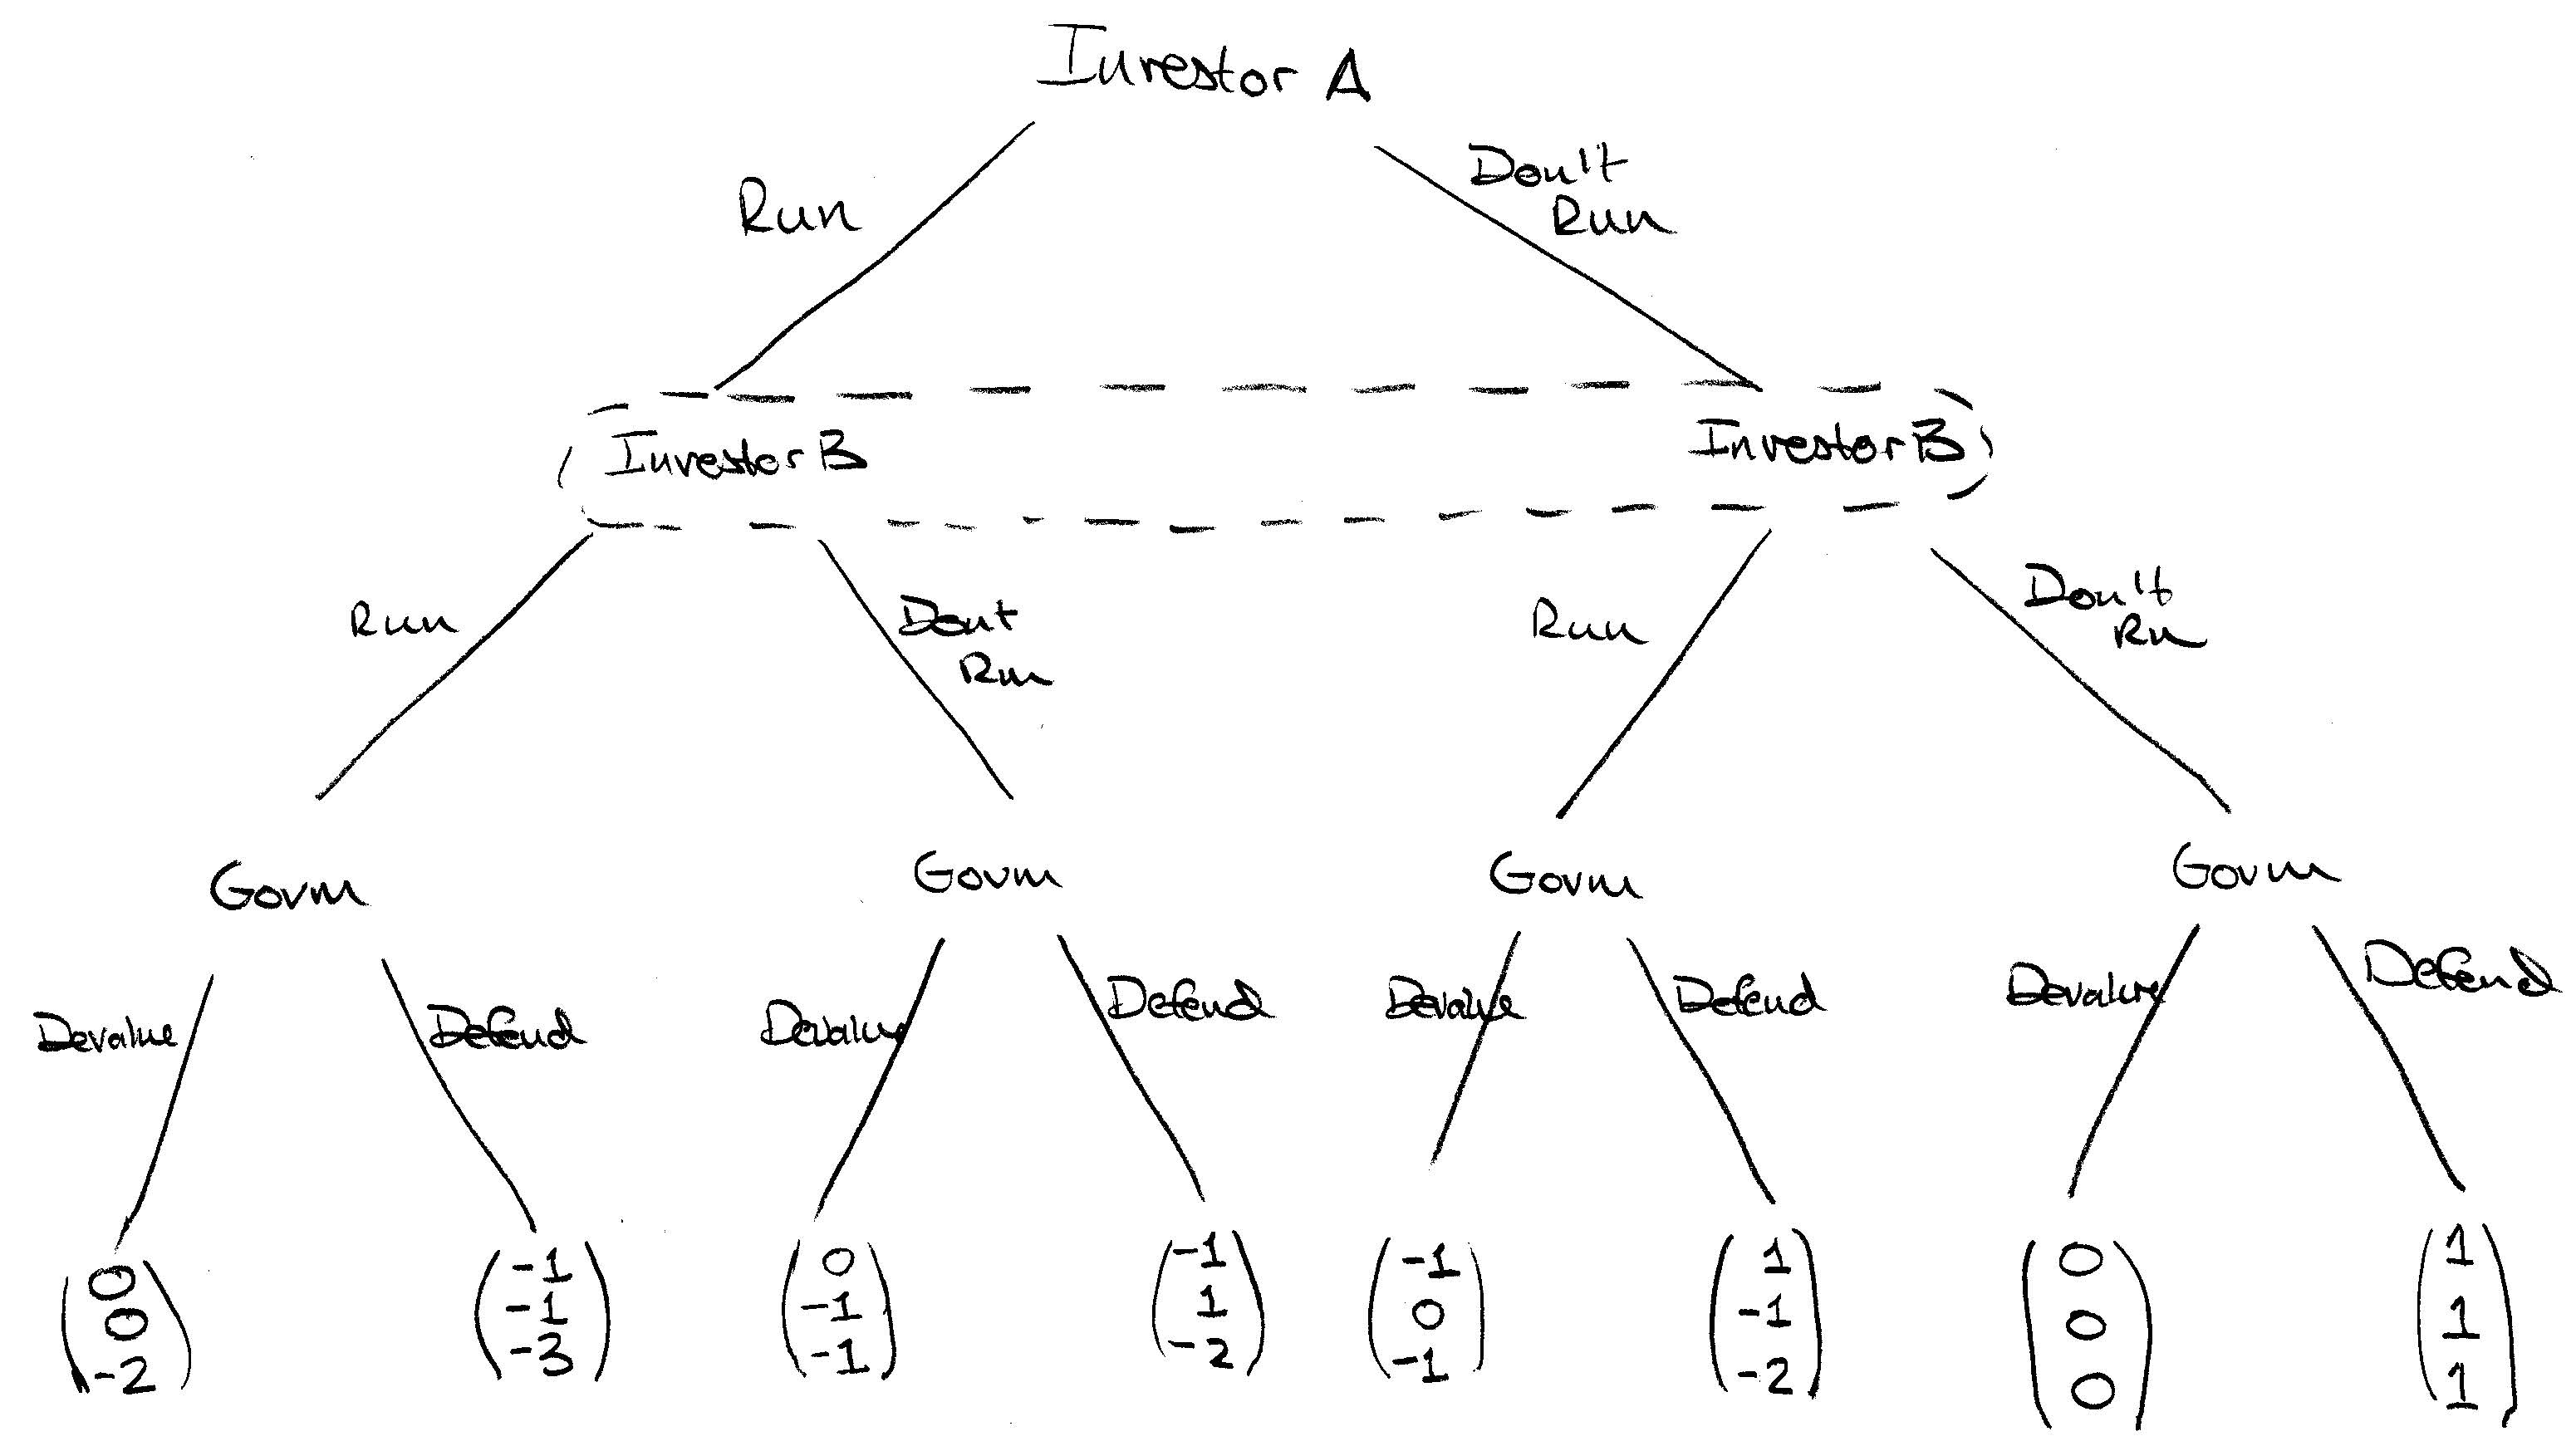 Investor A
Run
Don't
Run
Investor B
Investor B
Run
Dont
Run
Run
Don't
Run
Govm
Govm
Govm
Govm
Devalue
Defend
Devalue
Defend
Devalue
Defend
Devalue
Defend
0
0
-2
-1
-1
-3
0
-1
-1
-1
1
-2
-1
0
-1
1
-1
-2
0
0
0
1
1
1